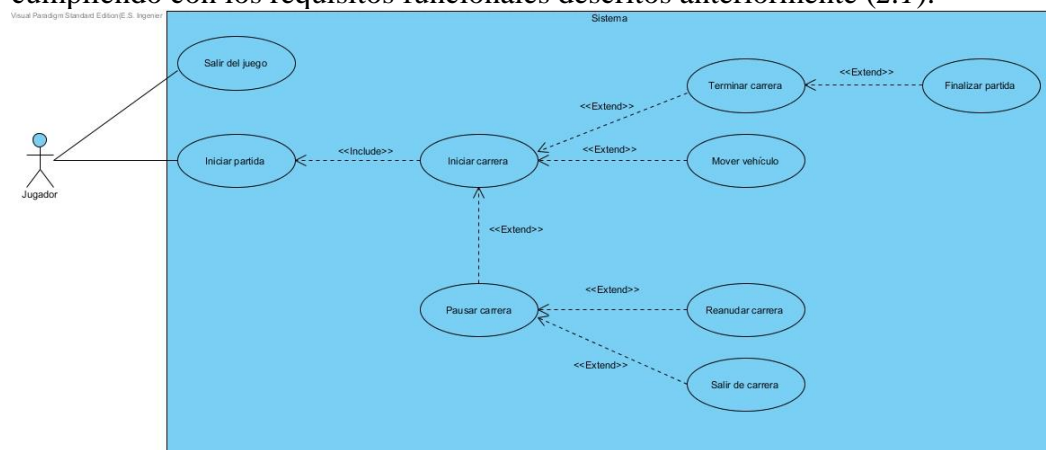 cumpliendo con los requisitos funcionales descritos anteriormente (2.1).
Visual Paradigm Standard Edition(E.S. Ingenier
Sistema
Salir del juego
Terminar carrera
<<Extend>>
Finalizar partida
<<Extend>>
Iniciar partida
<<Include>>
Iniciar carrera
<<Extend>>
Mover vehículo
Jugador
<<Extend>>
Pausar carrera
<<Extend>>
Reanudar carrera
<<Extend>>
Salir de carrera